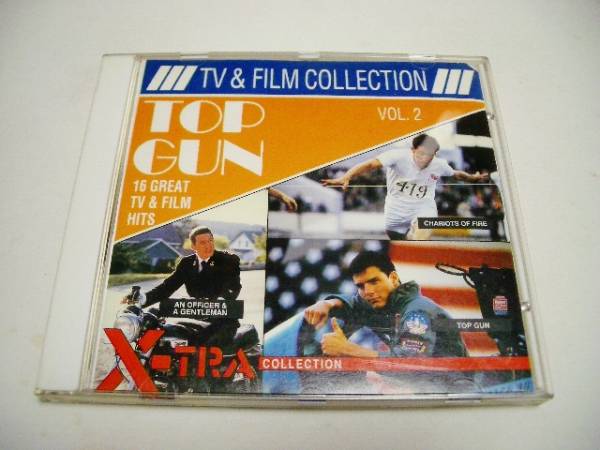 TV & FILM COLLECTION
TOP
GUN
VOL. 2
16 GREAT
TV & FILM
HITS
419
CHARIOTS OF FIRE
AN OFFICER &
A GENTLEMAN
TOP GUN
X-TRA COLLECTION